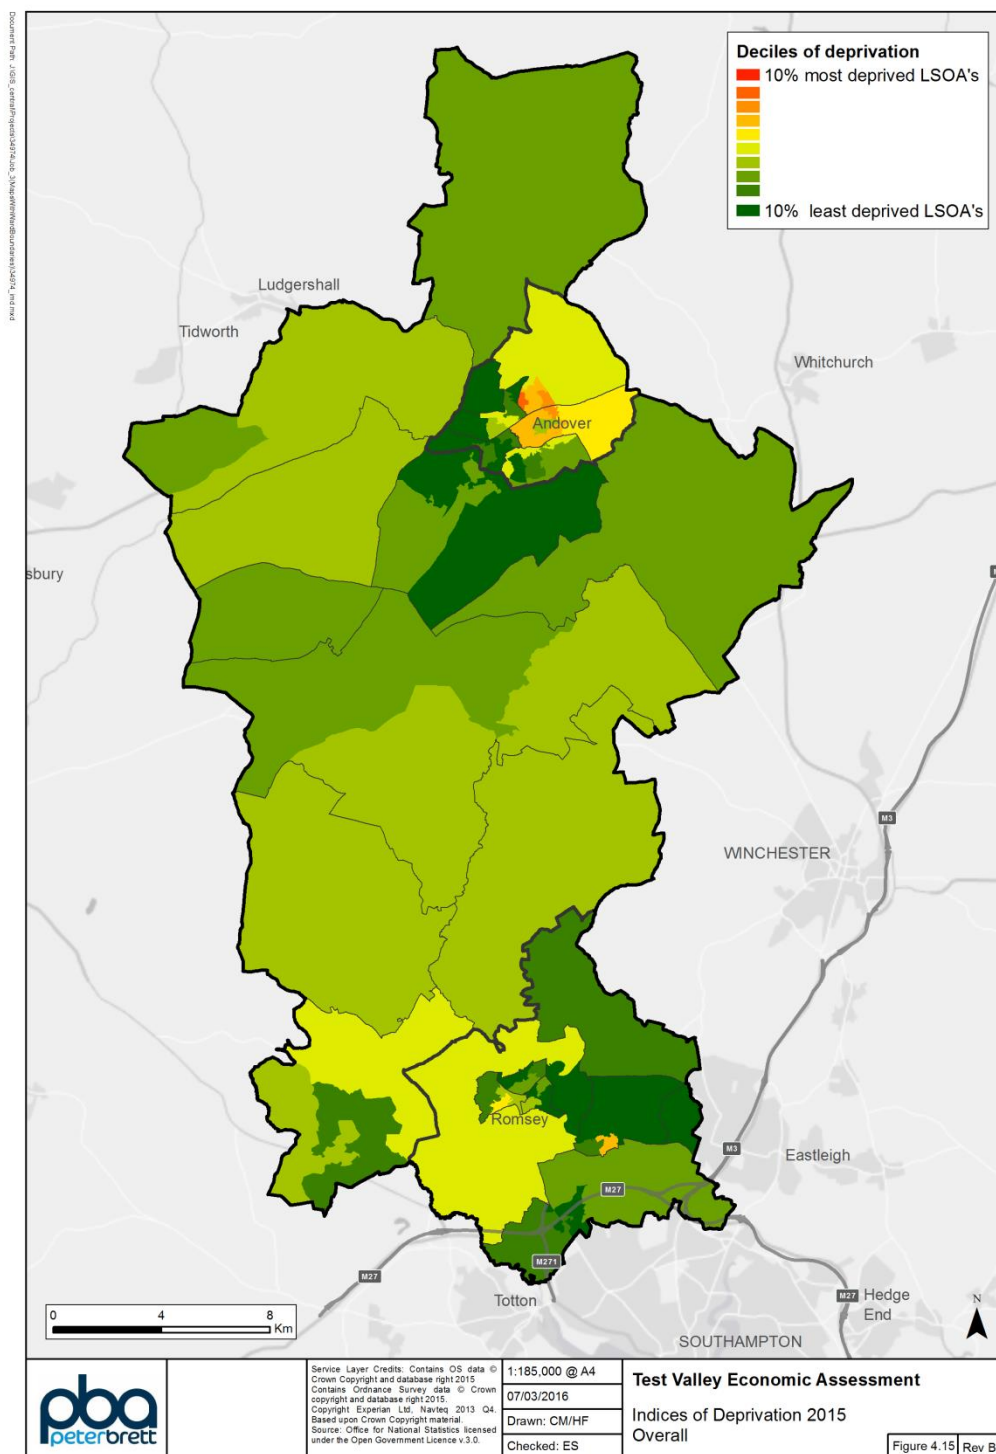 Deciles of deprivation
10% most deprived LSOA's
10% least deprived LSOA's
Ludgershall
Tidworth
Whitchurch
Andover
sbury
M3
WINCHESTER
Romsey
M3
Eastleigh
M27
M271
M27
Totton
M27
Hedge
End
SOUTHAMPTON
N
0 4 8
Km
pba
peterbrett
Service Layer Credits: Contains OS data ©
Crown Copyright and database right 2015
Contains Ordnance Survey data © Crown
copyright and database right 2015.
Copyright Experian Ltd, Navteq 2013 Q4.
Based upon Crown Copyright material.
Source: Office for National Statistics licensed
under the Open Government Licence v.3.0.
1:185,000 @ A4
07/03/2016
Drawn: CM/HF
Checked: ES
Test Valley Economic Assessment
Indices of Deprivation 2015
Overall
Figure 4.15